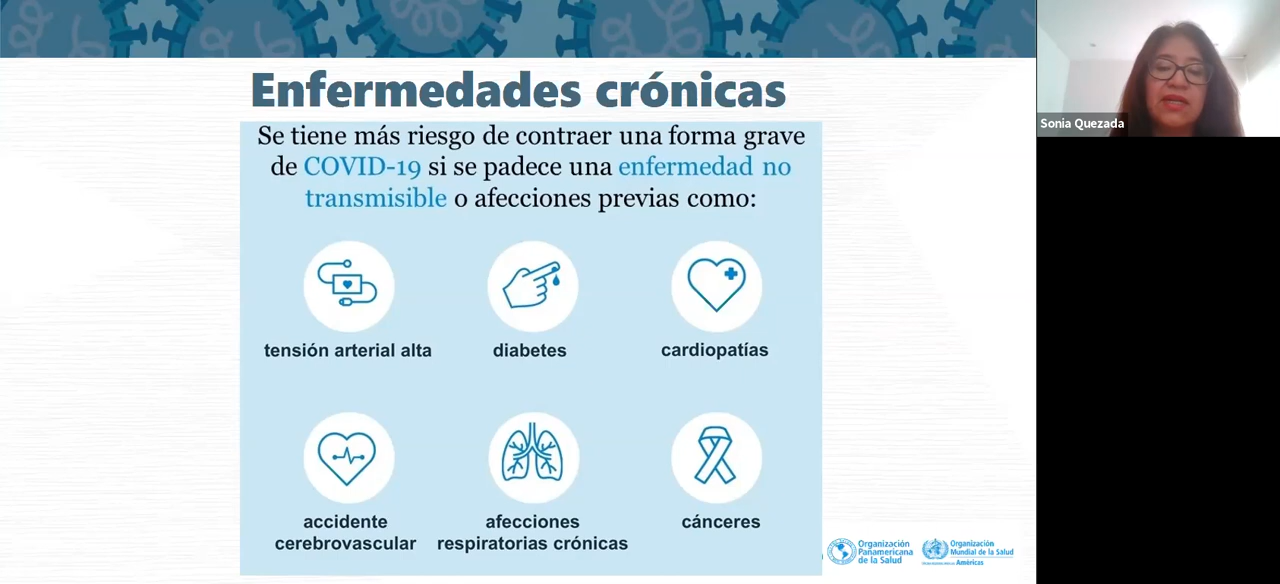 Enfermedades crónicas
Se tiene más riesgo de contraer una forma grave
de COVID-19 si se padece una enfermedad no
transmisible o afecciones previas como:
tensión arterial alta
diabetes
cardiopatías
accidente
cerebrovascular
afecciones
respiratorias crónicas
cánceres
Organización
Panamericana
de la Salud
Organización
Mundial de la Salud
Américas
Sonia Quezada